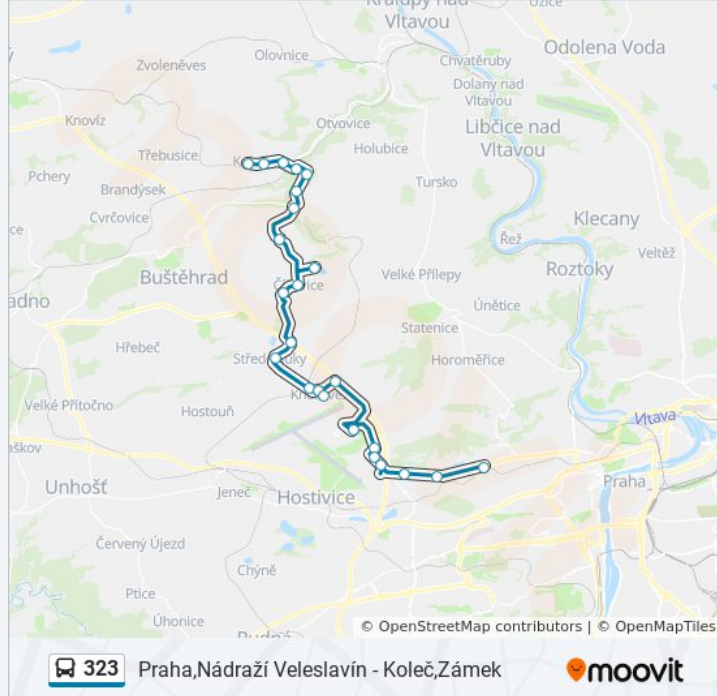 Kralupy nad
Vltavou
Úžice
Zvoleněves
Olovnice
Chvatěruby
Odolena Voda
Dolany nad
Vltavou
Knovíz
Otvovice
Libčice nad
Vltavou
Třebusice
Holubice
Pchery
Brandýsek
Tursko
Cvrčovice
Klecany
Řež
Veltěž
Buštěhrad
Velké Přílepy
Roztoky
Únětice
Statenice
Hřebeč
Horoměřice
Velké Přítočno
Hostouň
Vltava
Praha
Unhošť
Jeneč
Hostivice
Červený Újezd
Chýně
Ptice
Úhonice
© OpenStreetMap contributors | © OpenMapTiles
323 Praha,Nádraží Veleslavín - Koleč,Zámek
moovit